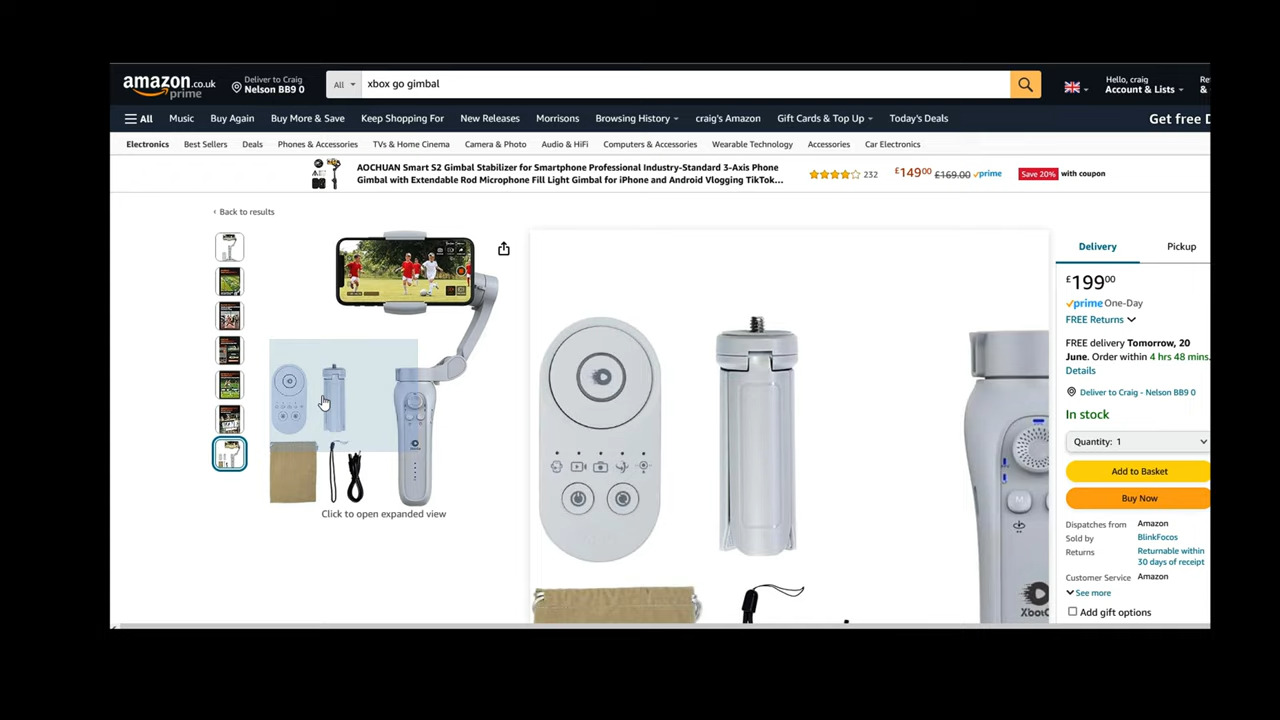 amazon.co.uk
prime
Deliver to Craig
Nelson BB9 0
All
xbox go gimbal
Hello, craig
Account & Lists
Re
&
All
Music
Buy Again
Buy More & Save
Keep Shopping For
New Releases
Morrisons
Browsing History
craig's Amazon
Gift Cards & Top Up
Today's Deals
Get free D
Electronics
Best Sellers
Deals
Phones & Accessories
TVs & Home Cinema
Camera & Photo
Audio & HiFi
Computers & Accessories
Wearable Technology
Accessories
Car Electronics
AOCHUAN Smart S2 Gimbal Stabilizer for Smartphone Professional Industry-Standard 3-Axis Phone
Gimbal with Extendable Rod Microphone Fill Light Gimbal for iPhone and Android Vlogging TikTok...
232
£149.00 £169.00 prime
Save 20% with coupon
‹ Back to results
Click to open expanded view
M
XbotG
Delivery
Pickup
£199.00
prime One-Day
FREE Returns
FREE delivery Tomorrow, 20
June. Order within 4 hrs 48 mins.
Details
Deliver to Craig - Nelson BB9 0
In stock
Quantity: 1
Add to Basket
Buy Now
Dispatches from Amazon
Sold by BlinkFocos
Returns Returnable within
30 days of receipt
Customer Service Amazon
See more
Add gift options